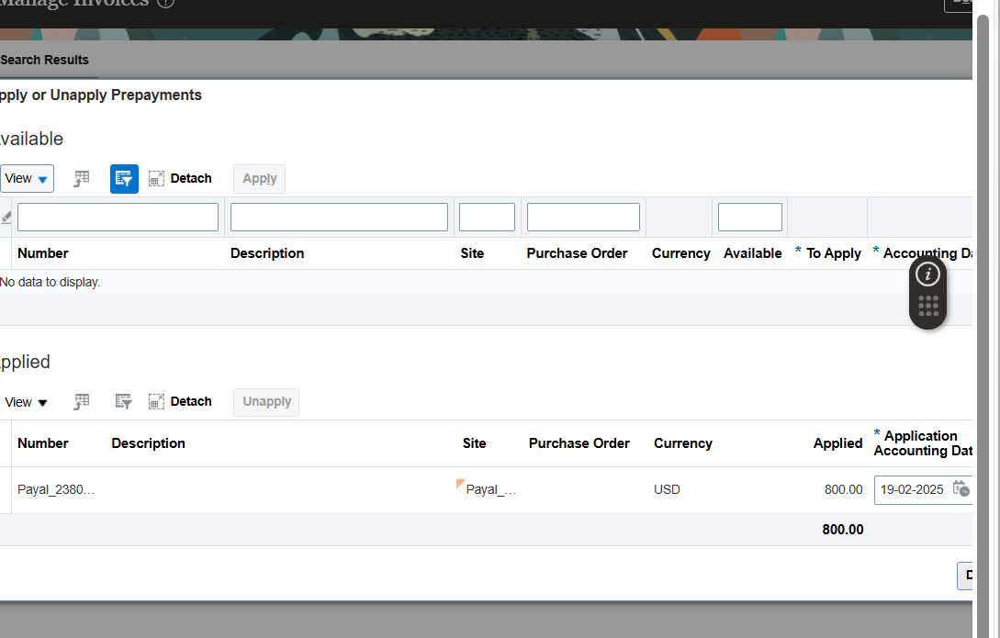 Manage Invoices
Search Results
pply or Unapply Prepayments
vailable
View Detach Apply
Number Description Site Purchase Order Currency Available * To Apply * Accounting Da
No data to display.
pplied
View Detach Unapply
Number Description Site Purchase Order Currency Applied * Application
Accounting Dat
Payal_2380... Payal_... USD 800.00 19-02-2025
800.00
D